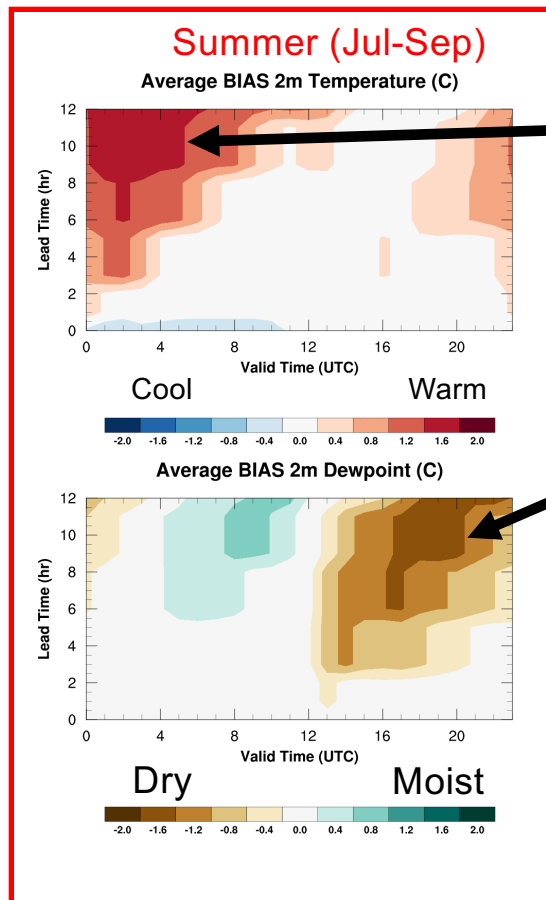 Summer (Jul-Sep)
Average BIAS 2m Temperature (C)
Lead Time (hr)
12
10
8
6
4
2
0
0 4 8 12 16 20
Valid Time (UTC)
Cool Warm
-2.0 -1.6 -1.2 -0.8 -0.4 0.0 0.4 0.8 1.2 1.6 2.0
Average BIAS 2m Dewpoint (C)
Lead Time (hr)
12
10
8
6
4
2
0
0 4 8 12 16 20
Valid Time (UTC)
Dry Moist
-2.0 -1.6 -1.2 -0.8 -0.4 0.0 0.4 0.8 1.2 1.6 2.0